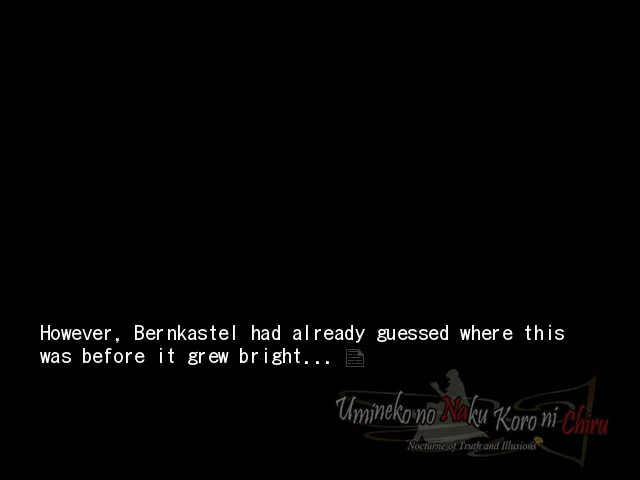 However, Bernkastel had already guessed where this
was before it grew bright...
Umineko no Naku Koro ni Chiru
Nocturne of Truth and Illusions